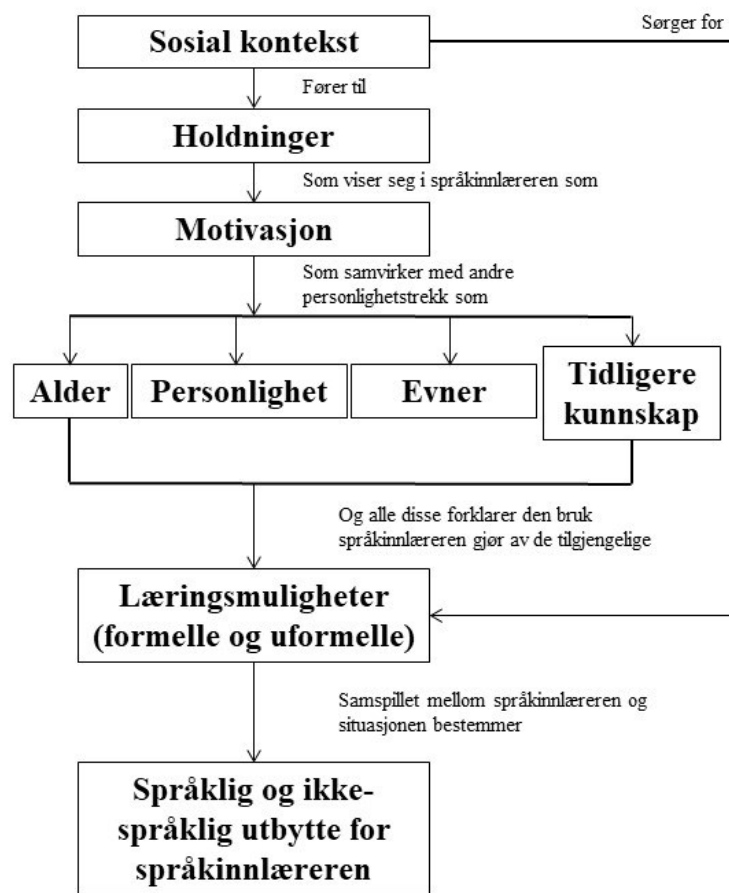 Sosial kontekst
Sørger for
Fører til
Holdninger
Som viser seg i språkinnlæreren som
Motivasjon
Som samvirker med andre
personlighetstrekk som
Alder
Personlighet
Evner
Tidligere
kunnskap
Og alle disse forklarer den bruk
språkinnlæreren gjør av de tilgjengelige
Læringsmuligheter
(formelle og uformelle)
Samspillet mellom språkinnlæreren og
situasjonen bestemmer
Språklig og ikke-
språklig utbytte for
språkinnlæreren